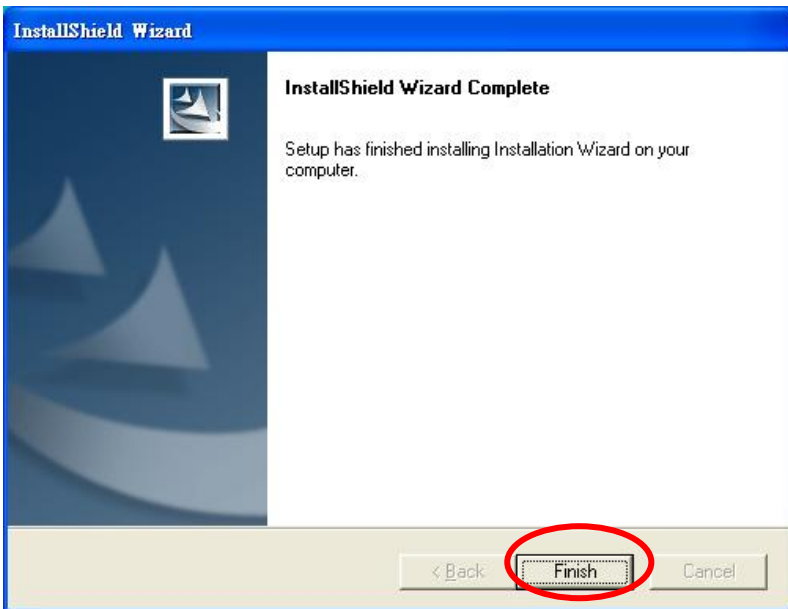 InstallShield Wizard
InstallShield Wizard Complete
Setup has finished installing Installation Wizard on your
computer.
< Back Finish Cancel